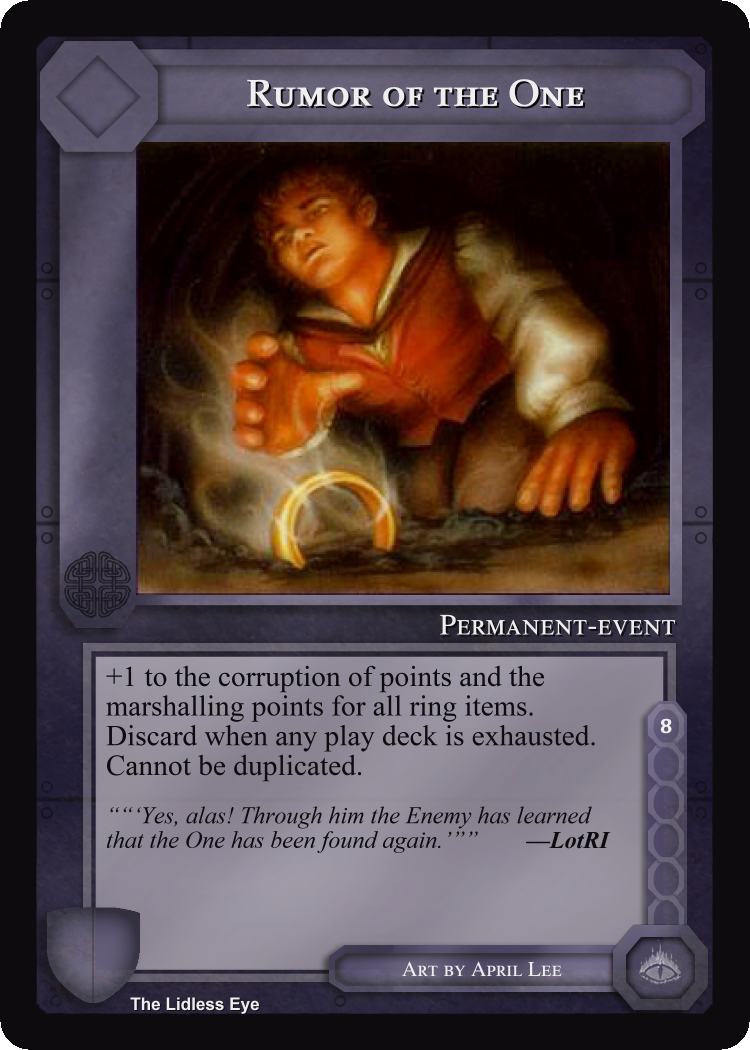 Rumor of the One
Permanent-event
+1 to the corruption of points and the
marshalling points for all ring items.
Discard when any play deck is exhausted.
Cannot be duplicated.
8
““‘Yes, alas! Through him the Enemy has learned
that the One has been found again.’”” —LotRI
Art by April Lee
The Lidless Eye